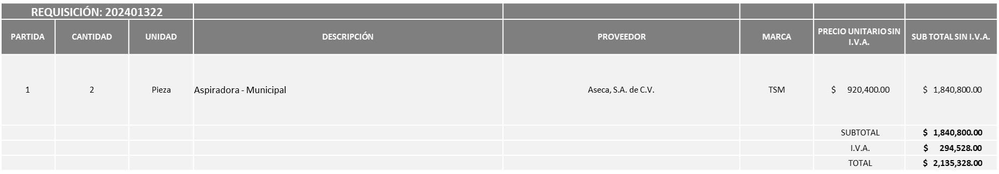 REQUISICIÓN: 202401322
PARTIDA CANTIDAD UNIDAD DESCRIPCIÓN PROVEEDOR MARCA PRECIO UNITARIO SIN I.V.A. SUB TOTAL SIN I.V.A.
1 2 Pieza Aspiradora - Municipal Aseca, S.A. de C.V. TSM $ 920,400.00 $ 1,840,800.00
SUBTOTAL $ 1,840,800.00
I.V.A. $ 294,528.00
TOTAL $ 2,135,328.00